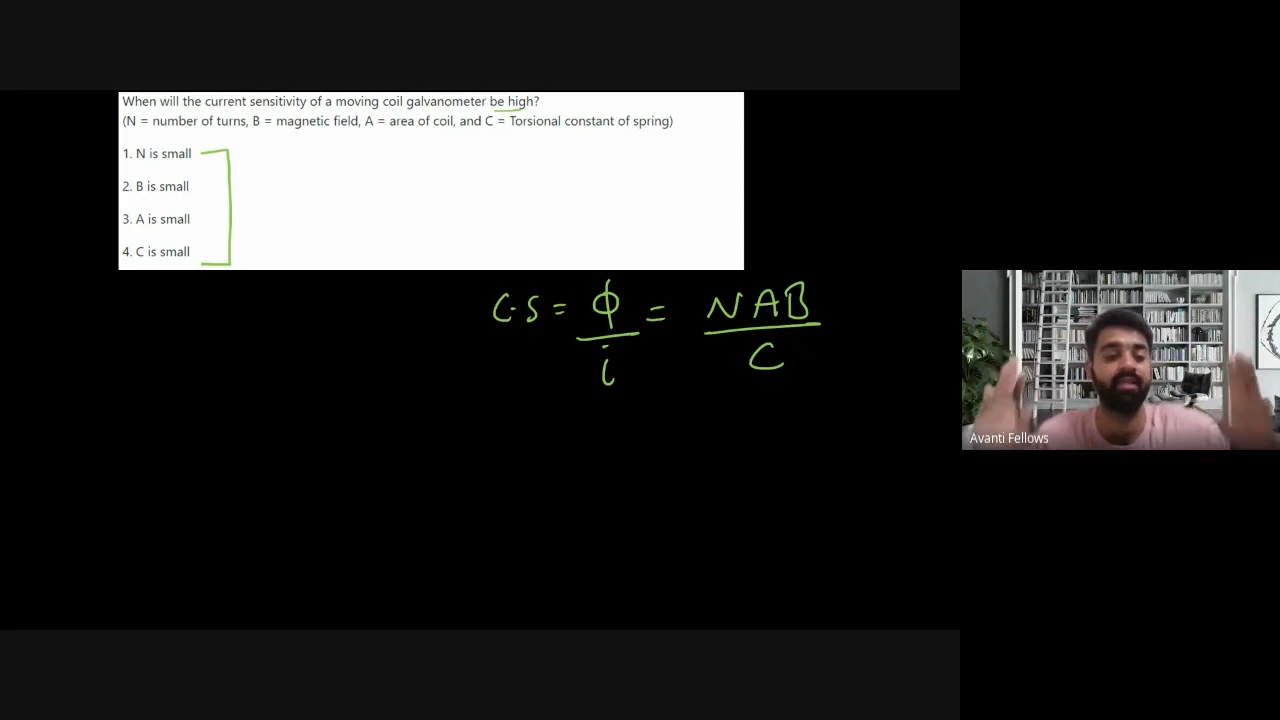 When will the current sensitivity of a moving coil galvanometer be high?
(N = number of turns, B = magnetic field, A = area of coil, and C = Torsional constant of spring)
1. N is small
2. B is small
3. A is small
4. C is small
C.S = ϕ/i = NAB/C
Avanti Fellows